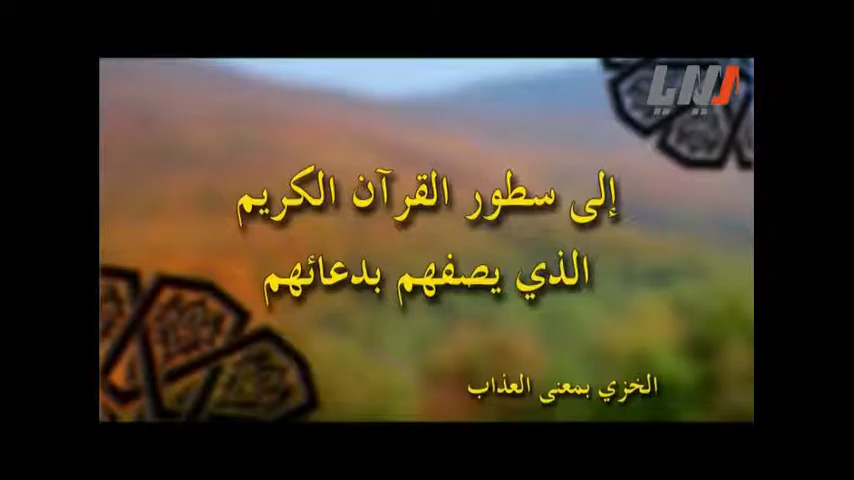 إلى سطور القرآن الكريم
الذي يصفهم بدعائهم
الخزي بمعنى العذاب